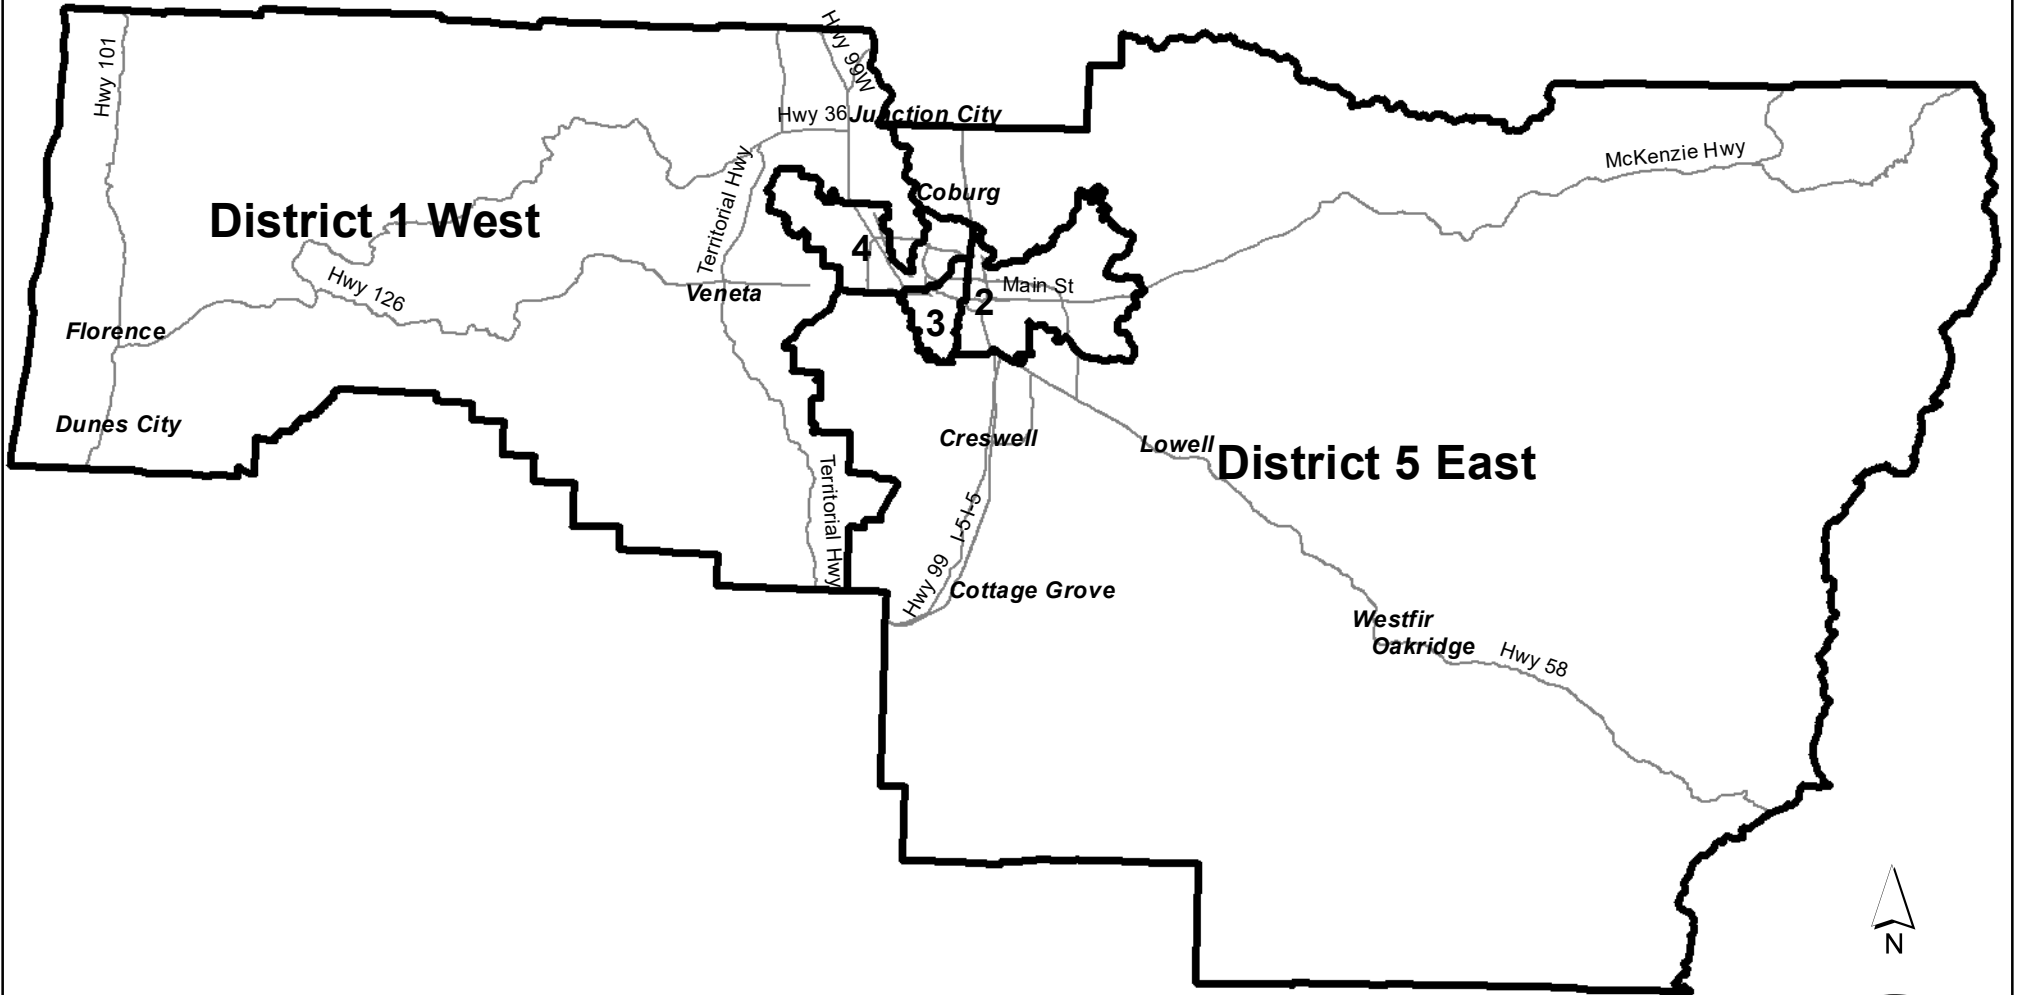 Hwy 101
Hwy 99W
Hwy 36
Junction City
McKenzie Hwy
Territorial Hwy
Coburg
District 1 West
4
Hwy 126
Veneta
Main St
2
3
Florence
Dunes City
Creswell
Lowell
District 5 East
Territorial Hwy
I-5
I-5
Hwy 99
Cottage Grove
Westfir
Oakridge
Hwy 58
N